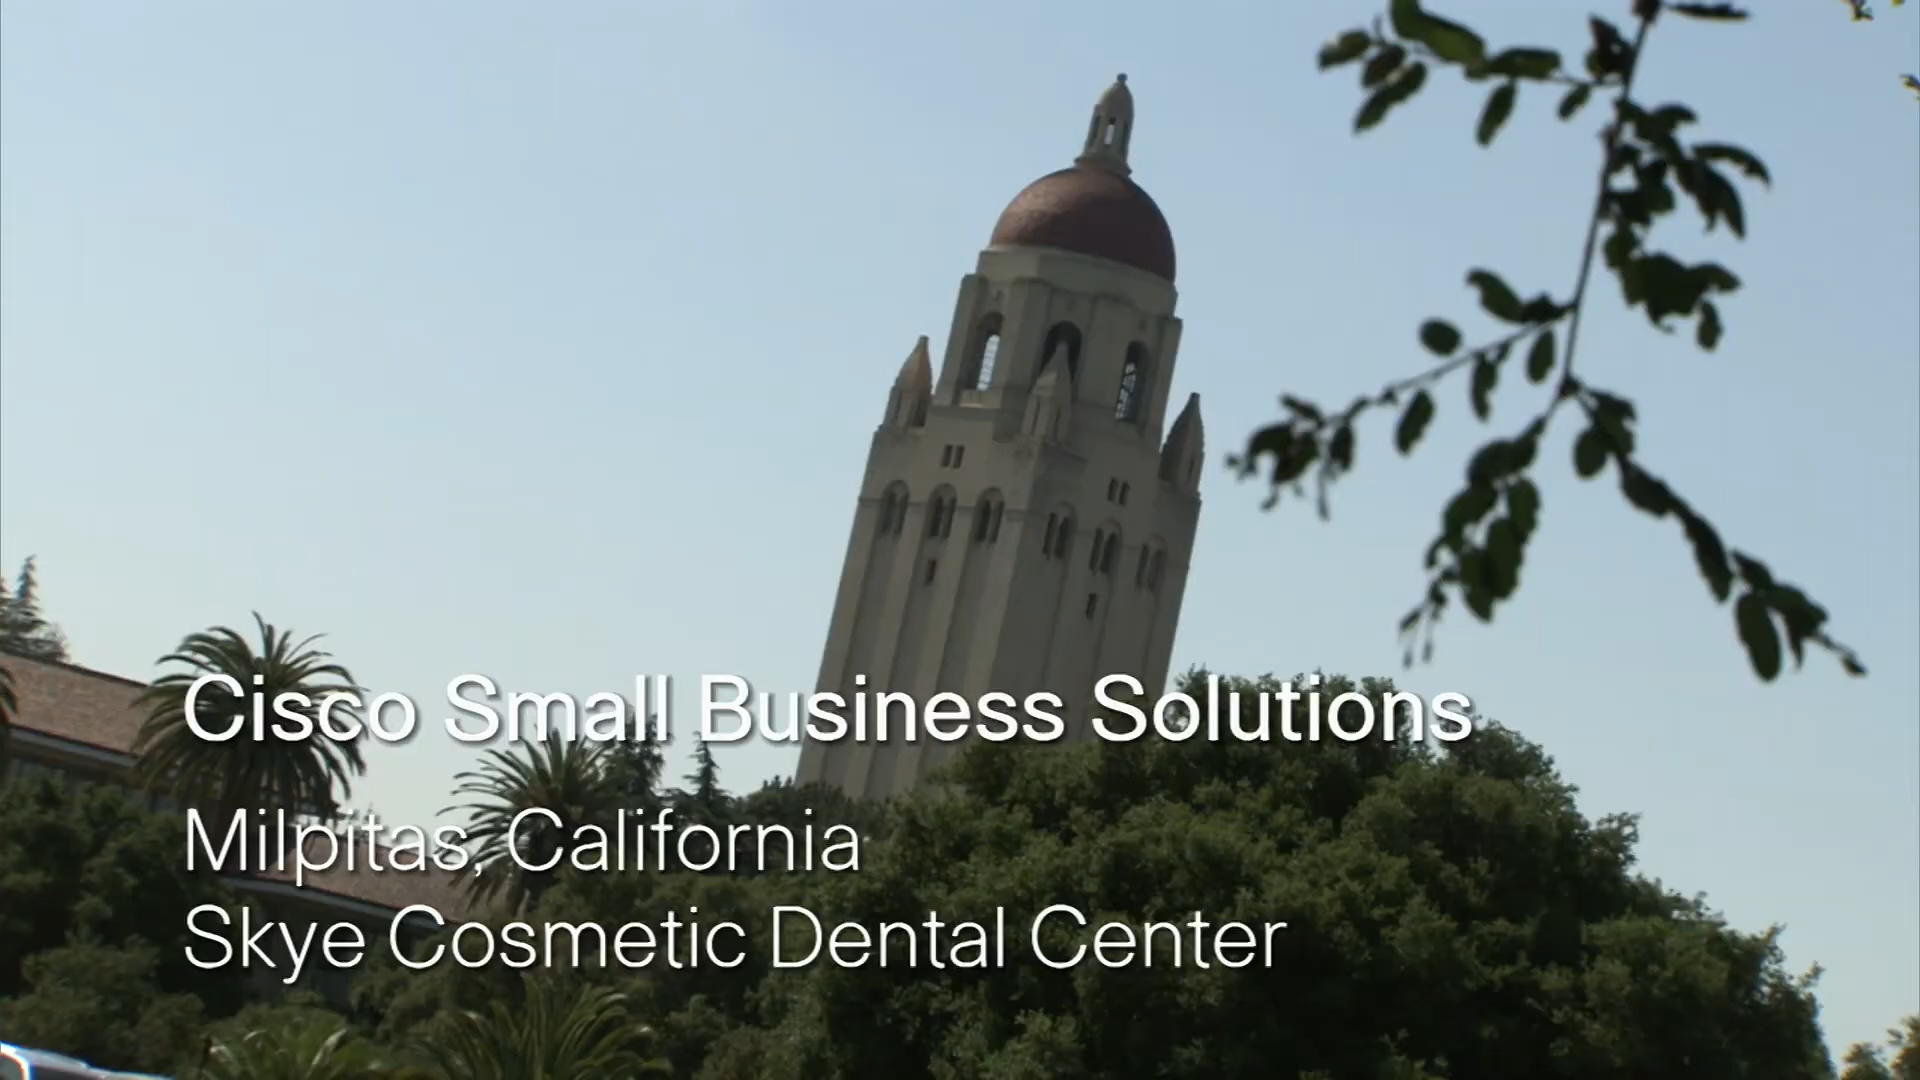 Cisco Small Business Solutions
Milpitas, California
Skye Cosmetic Dental Center